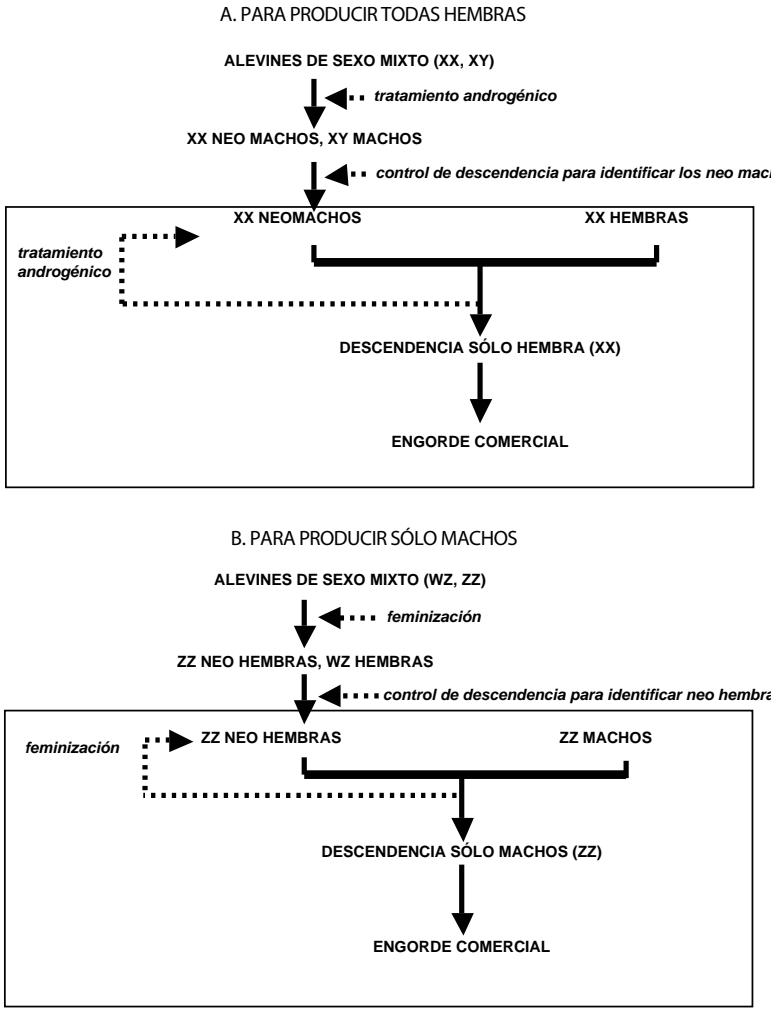 A. PARA PRODUCIR TODAS HEMBRAS
ALEVINES DE SEXO MIXTO (XX, XY)
tratamiento androgénico
XX NEO MACHOS, XY MACHOS
control de descendencia para identificar los neo mac
XX NEOMACHOS
XX HEMBRAS
tratamiento
androgénico
DESCENDENCIA SÓLO HEMBRA (XX)
ENGORDE COMERCIAL
B. PARA PRODUCIR SÓLO MACHOS
ALEVINES DE SEXO MIXTO (WZ, ZZ)
feminización
ZZ NEO HEMBRAS, WZ HEMBRAS
control de descendencia para identificar neo hembra
feminización
ZZ NEO HEMBRAS
ZZ MACHOS
DESCENDENCIA SÓLO MACHOS (ZZ)
ENGORDE COMERCIAL